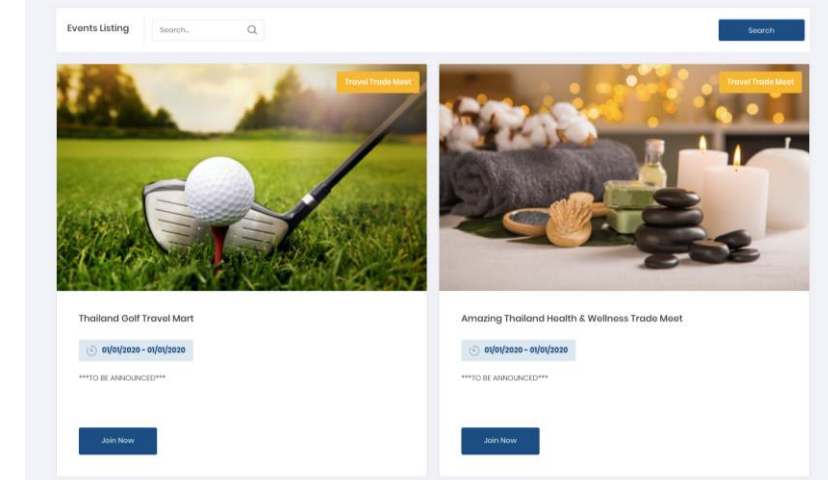 Events Listing
Search..
Search
Travel Trade Meet
Travel Trade Meet
Thailand Golf Travel Mart
01/01/2020 - 01/01/2020
***TO BE ANNOUNCED***
Join Now
Amazing Thailand Health & Wellness Trade Meet
01/01/2020 - 01/01/2020
***TO BE ANNOUNCED***
Join Now